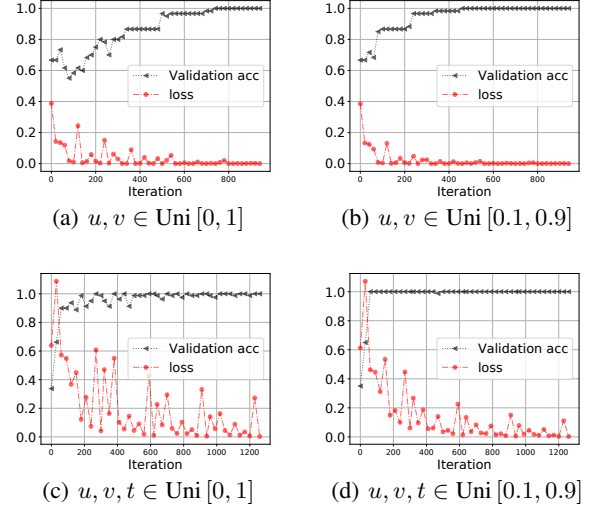 1.0
0.8
0.6
0.4
0.2
0.0
Validation acc
loss
0 200 400 600 800
Iteration
(a) u, v ∈ Uni [0, 1]
1.0
0.8
0.6
0.4
0.2
0.0
Validation acc
loss
0 200 400 600 800
Iteration
(b) u, v ∈ Uni [0.1, 0.9]
1.0
0.8
0.6
0.4
0.2
0.0
Validation acc
loss
0 200 400 600 800 1000 1200
Iteration
(c) u, v, t ∈ Uni [0, 1]
1.0
0.8
0.6
0.4
0.2
0.0
Validation acc
loss
0 200 400 600 800 1000 1200
Iteration
(d) u, v, t ∈ Uni [0.1, 0.9]